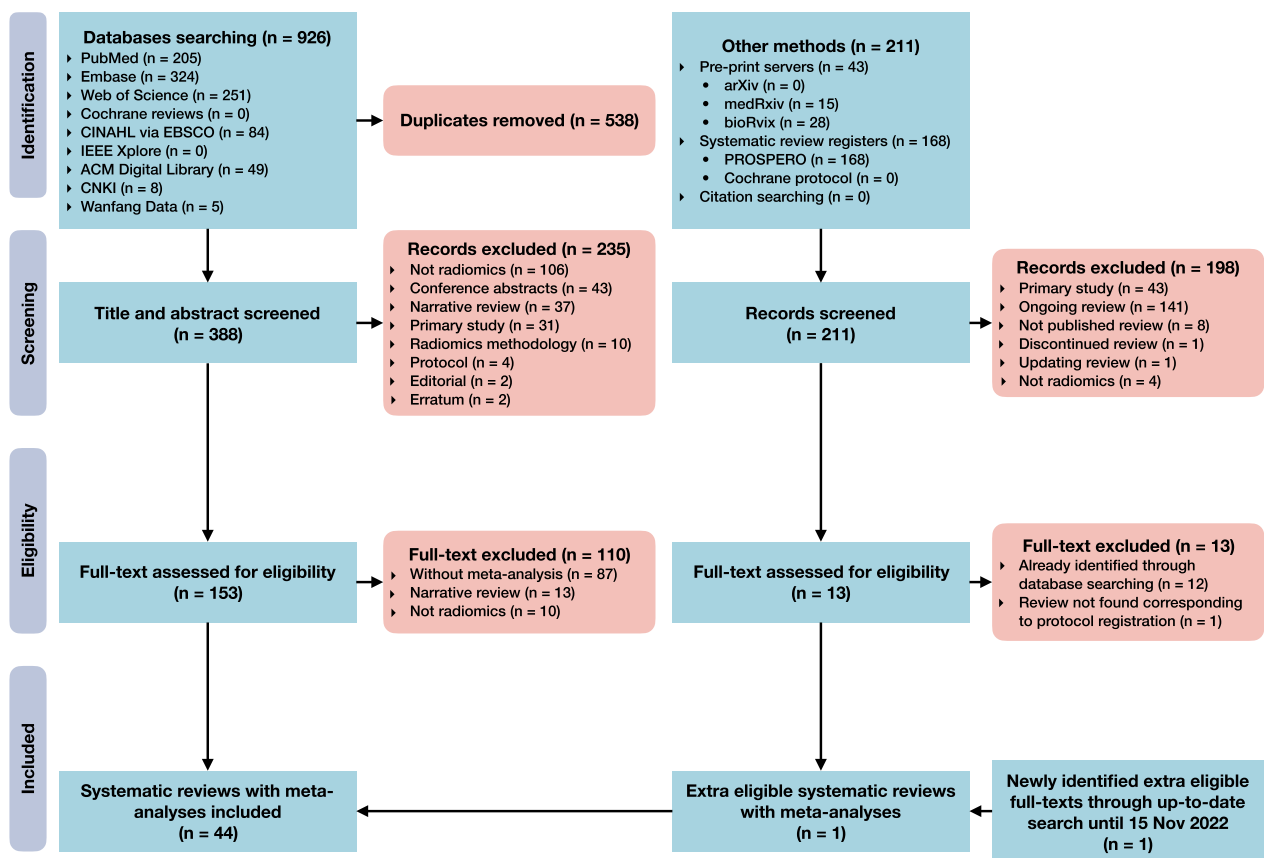 Identification
Databases searching (n = 926)
PubMed (n = 205)
Embase (n = 324)
Web of Science (n = 251)
Cochrane reviews (n = 0)
CINAHL via EBSCO (n = 84)
IEEE Xplore (n = 0)
ACM Digital Library (n = 49)
CNKI (n = 8)
Wanfang Data (n = 5)
Duplicates removed (n = 538)
Other methods (n = 211)
Pre-print servers (n = 43)
arXiv (n = 0)
medRxiv (n = 15)
bioRvix (n = 28)
Systematic review registers (n = 168)
PROSPERO (n = 168)
Cochrane protocol (n = 0)
Citation searching (n = 0)
Screening
Title and abstract screened
(n = 388)
Records excluded (n = 235)
Not radiomics (n = 106)
Conference abstracts (n = 43)
Narrative review (n = 37)
Primary study (n = 31)
Radiomics methodology (n = 10)
Protocol (n = 4)
Editorial (n = 2)
Erratum (n = 2)
Records screened
(n = 211)
Records excluded (n = 198)
Primary study (n = 43)
Ongoing review (n = 141)
Not published review (n = 8)
Discontinued review (n = 1)
Updating review (n = 1)
Not radiomics (n = 4)
Eligibility
Full-text assessed for eligibility
(n = 153)
Full-text excluded (n = 110)
Without meta-analysis (n = 87)
Narrative review (n = 13)
Not radiomics (n = 10)
Full-text assessed for eligibility
(n = 13)
Full-text excluded (n = 13)
Already identified through
database searching (n = 12)
Review not found corresponding
to protocol registration (n = 1)
Included
Systematic reviews with meta-
analyses included
(n = 44)
Extra eligible systematic reviews
with meta-analyses
(n = 1)
Newly identified extra eligible
full-texts through up-to-date
search until 15 Nov 2022
(n = 1)